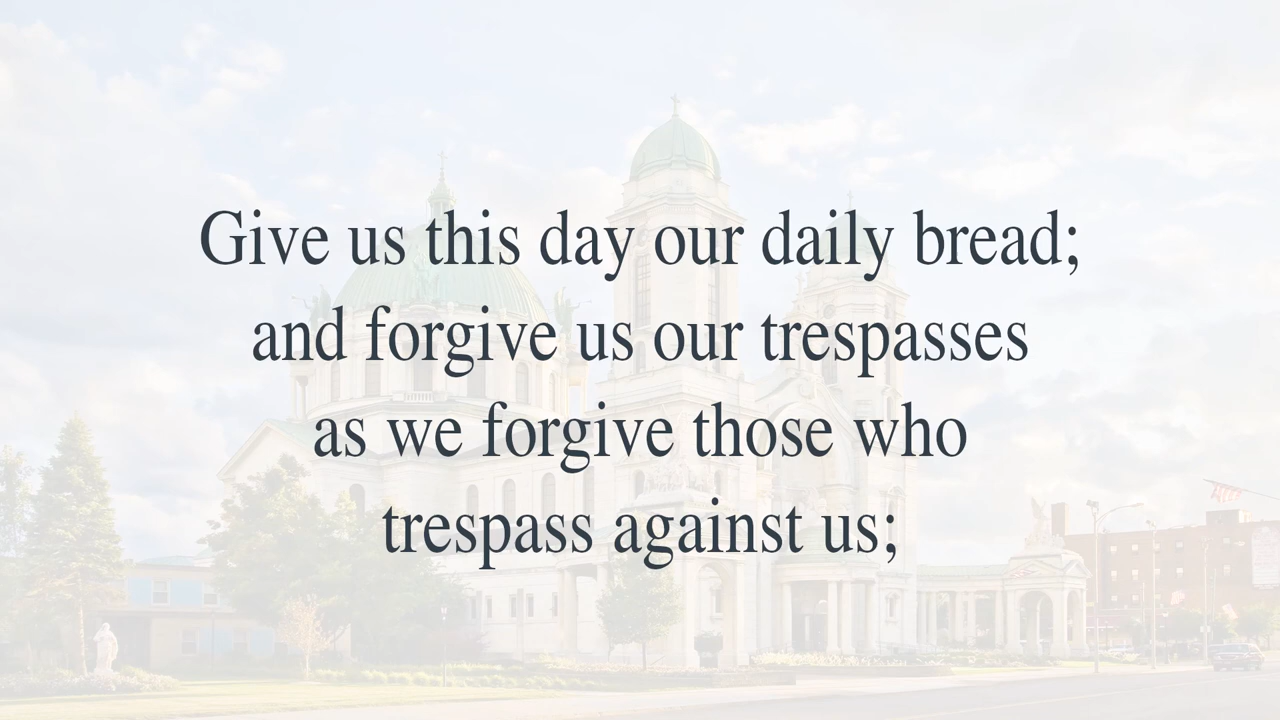 Give us this day our daily bread;
and forgive us our trespasses
as we forgive those who
trespass against us;